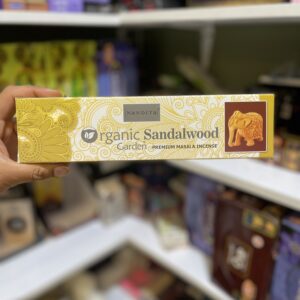 NANDITA
Organic Sandalwood
Garden PREMIUM MASALA INCENSE